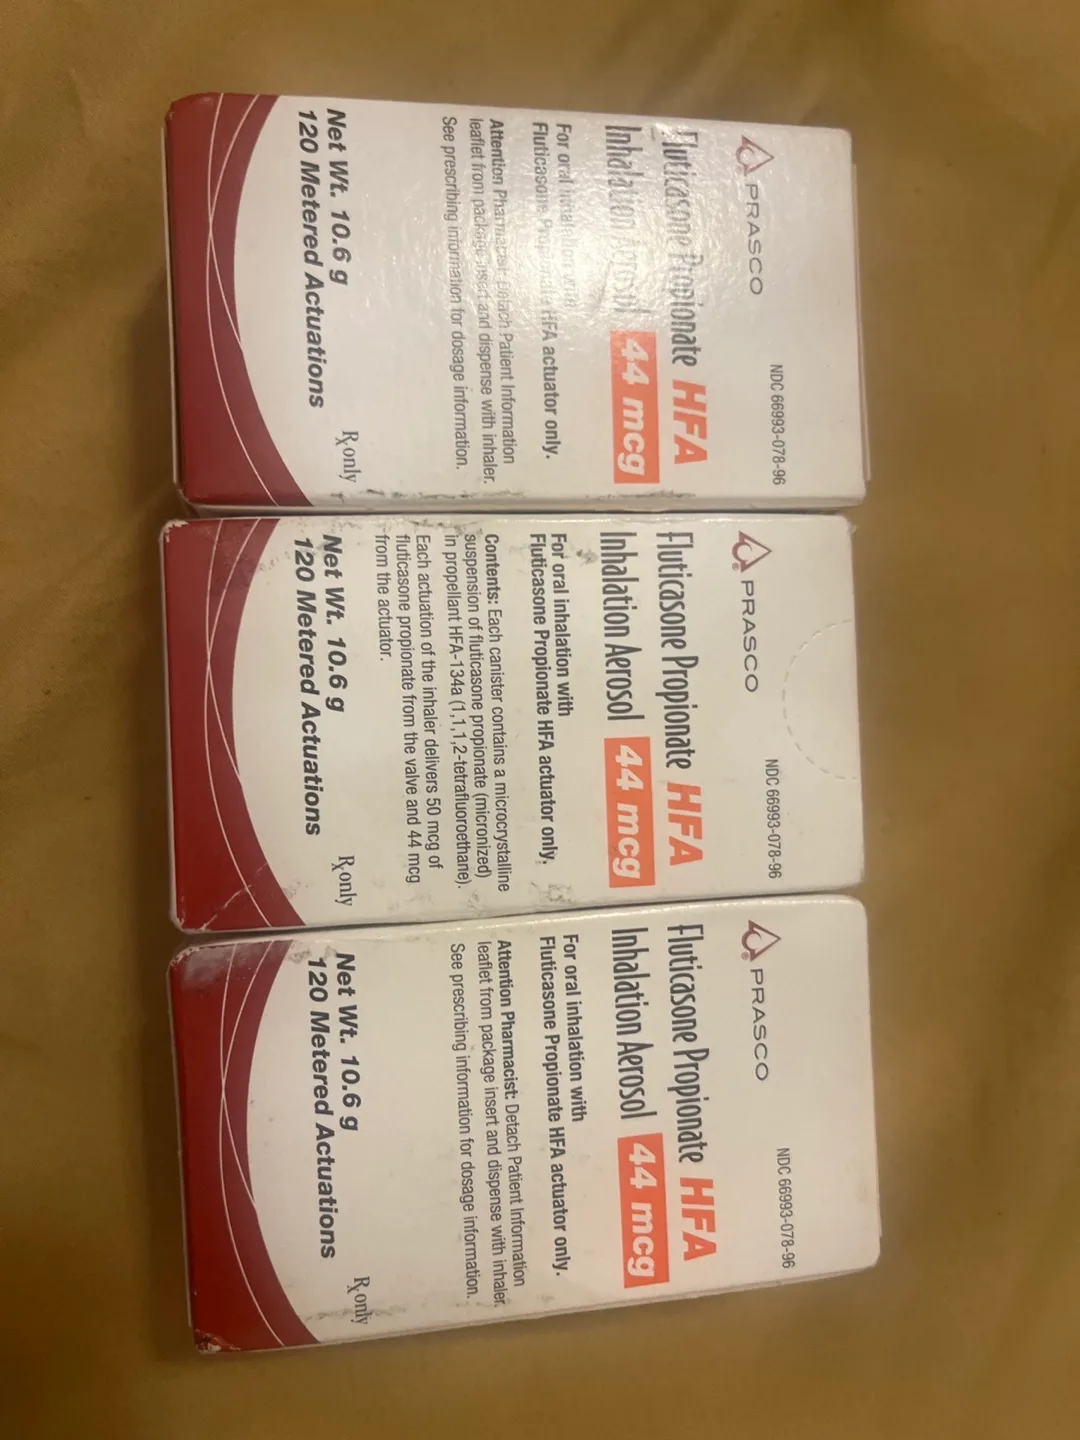 PRASCO
NDC 66993-078-96
Fluticasone Propionate HFA
Inhalation Aerosol 44 mcg
For oral inhalation with
Fluticasone Propionate HFA actuator only.
Attention Pharmacist: Detach Patient Information
leaflet from package insert and dispense with inhaler.
See prescribing information for dosage information.
Net Wt. 10.6 g
120 Metered Actuations
Rx only
PRASCO
NDC 66993-078-96
Fluticasone Propionate HFA
Inhalation Aerosol 44 mcg
For oral inhalation with
Fluticasone Propionate HFA actuator only.
Contents: Each canister contains a microcrystalline
suspension of fluticasone propionate (micronized)
in propellant HFA-134a (1,1,1,2-tetrafluoroethane).
Each actuation of the inhaler delivers 50 mcg of
fluticasone propionate from the valve and 44 mcg
from the actuator.
Net Wt. 10.6 g
120 Metered Actuations
Rx only
PRASCO
NDC 66993-078-96
Fluticasone Propionate HFA
Inhalation Aerosol 44 mcg
For oral inhalation with
Fluticasone Propionate HFA actuator only.
Attention Pharmacist: Detach Patient Information
leaflet from package insert and dispense with inhaler.
See prescribing information for dosage information.
Net Wt. 10.6 g
120 Metered Actuations
Rx only